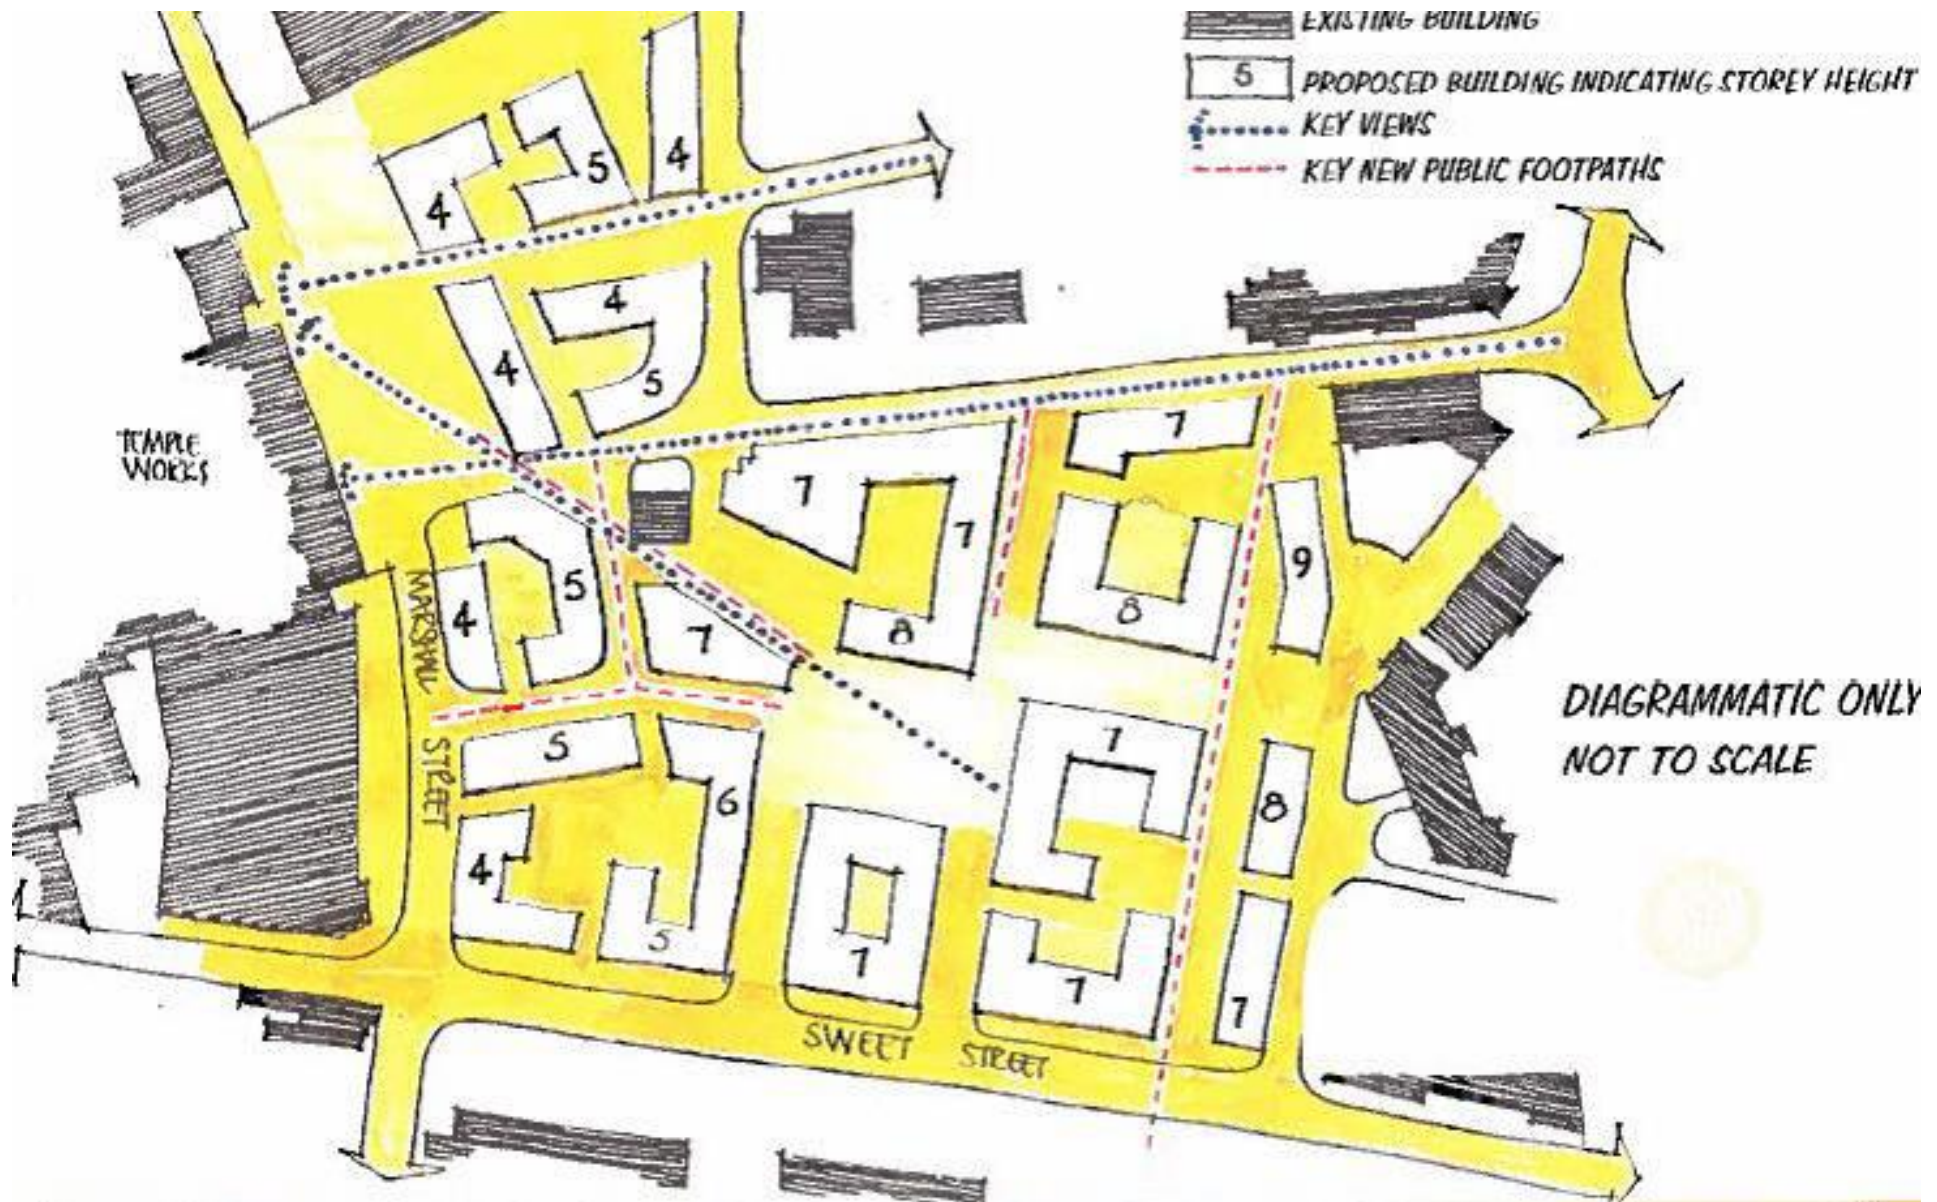 EXISTING BUILDING
5 PROPOSED BUILDING INDICATING STOREY HEIGHT
KEY VIEWS
KEY NEW PUBLIC FOOTPATHS
4
5
4
4
4
5
TEMPLE
WORKS
7
7
7
9
8
8
5
4
7
MARSHALL
STREET
DIAGRAMMATIC ONLY
NOT TO SCALE
5
6
7
8
4
5
7
7
7
SWEET STREET